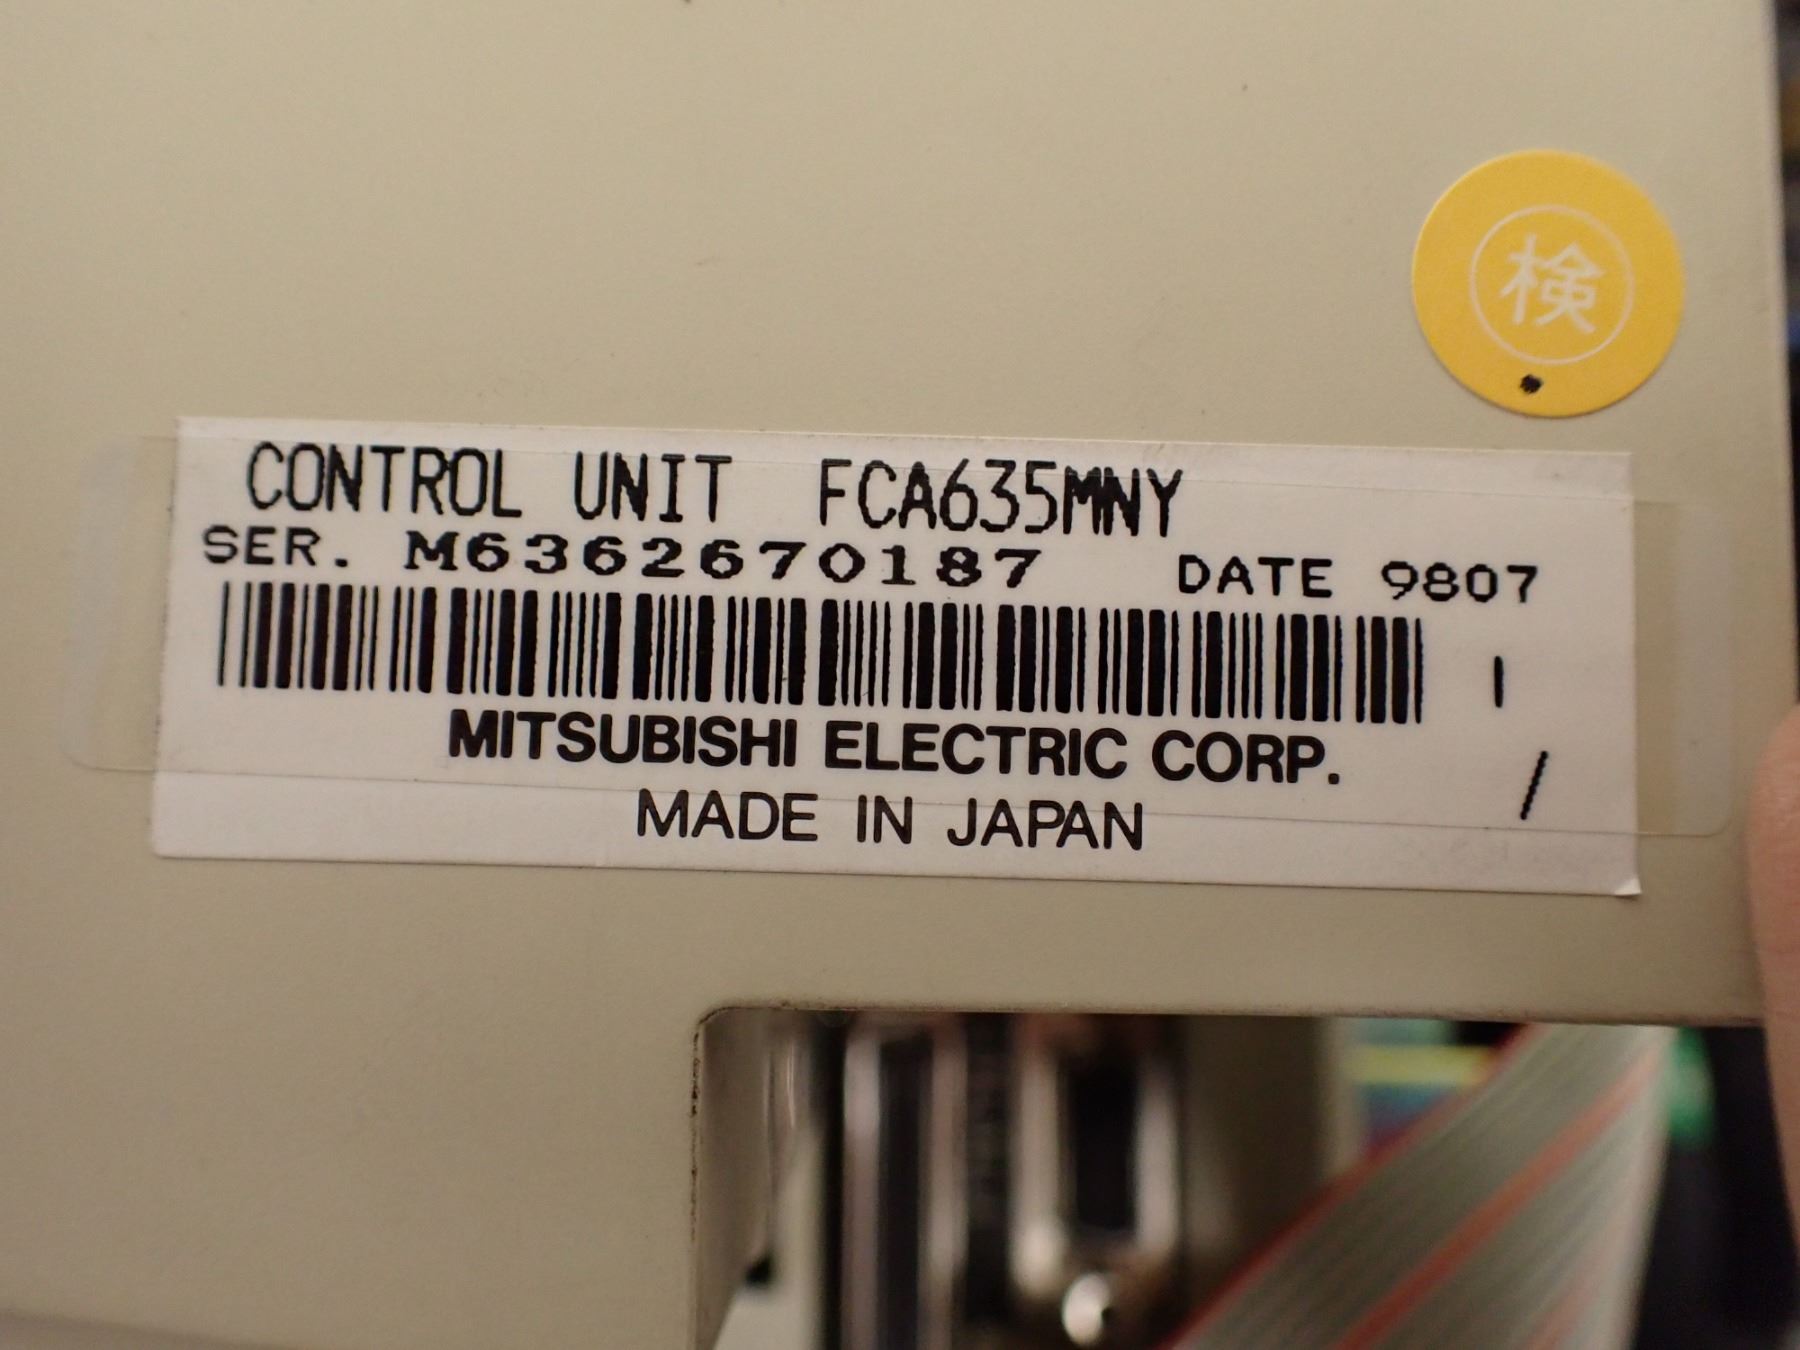 検
CONTROL UNIT FCA635MNY
SER. M6362670187 DATE 9807
MITSUBISHI ELECTRIC CORP.
MADE IN JAPAN